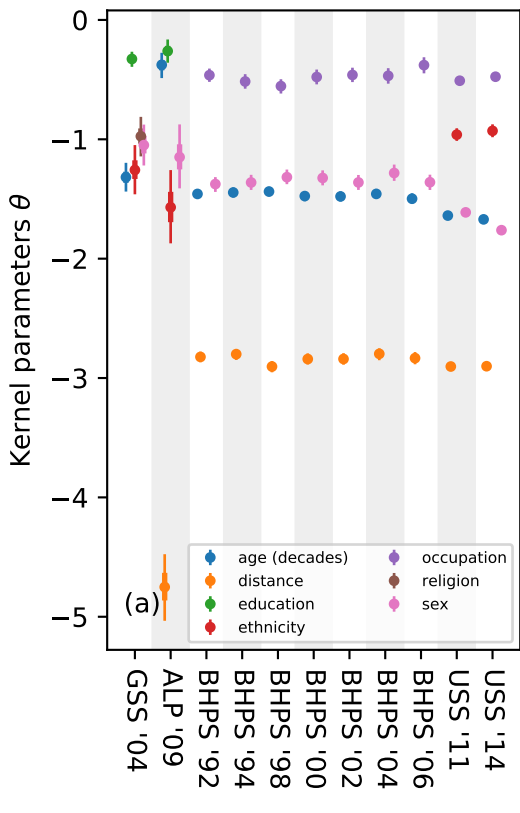 Kernel parameters θ
0
−1
−2
−3
−4
−5
(a)
age (decades)
distance
education
ethnicity
occupation
religion
sex
GSS '04
ALP '09
BHPS '92
BHPS '94
BHPS '98
BHPS '00
BHPS '02
BHPS '04
BHPS '06
USS '11
USS '14